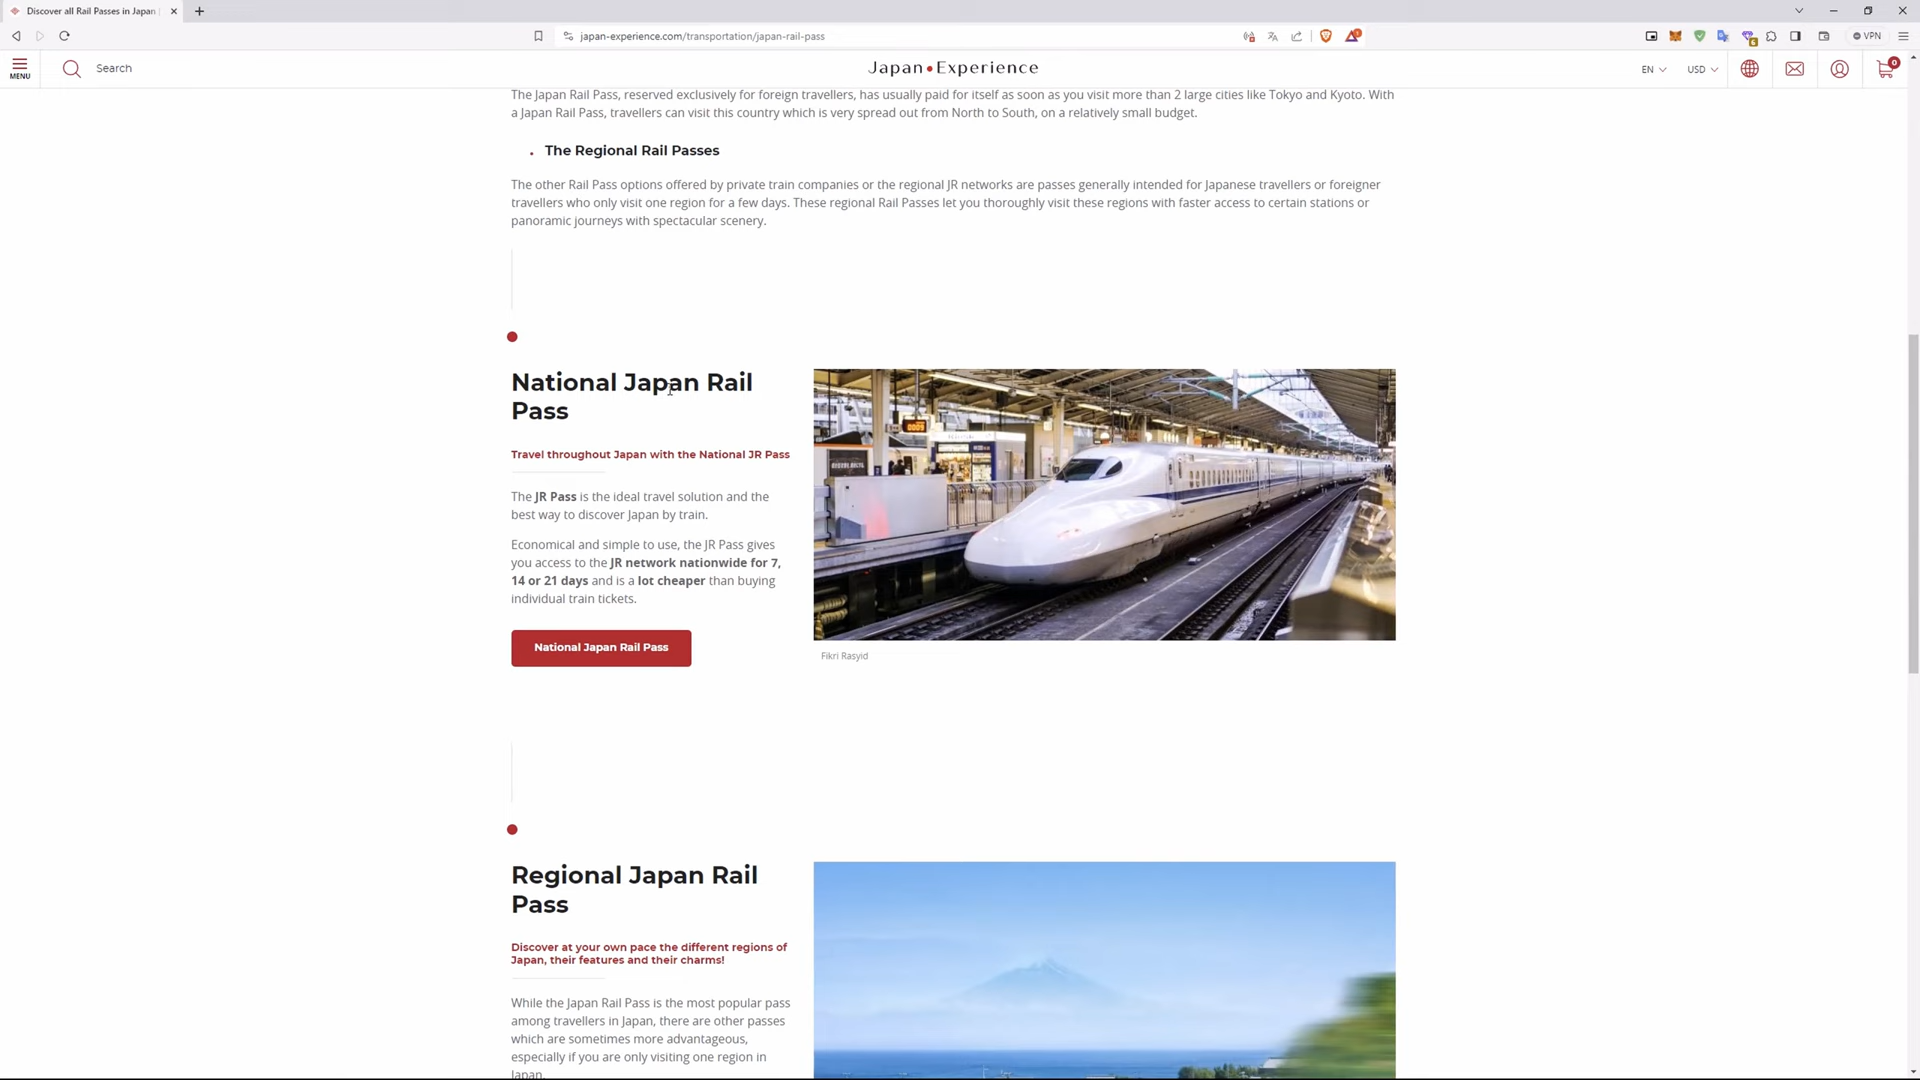 Discover all Rail Passes in Japan
japan-experience.com/transportation/japan-rail-pass
VPN
MENU
Search
Japan•Experience
EN
USD
0
The Japan Rail Pass, reserved exclusively for foreign travellers, has usually paid for itself as soon as you visit more than 2 large cities like Tokyo and Kyoto. With
a Japan Rail Pass, travellers can visit this country which is very spread out from North to South, on a relatively small budget.
• The Regional Rail Passes
The other Rail Pass options offered by private train companies or the regional JR networks are passes generally intended for Japanese travellers or foreigner
travellers who only visit one region for a few days. These regional Rail Passes let you thoroughly visit these regions with faster access to certain stations or
panoramic journeys with spectacular scenery.
National Japan Rail
Pass
Travel throughout Japan with the National JR Pass
The JR Pass is the ideal travel solution and the
best way to discover Japan by train.
Economical and simple to use, the JR Pass gives
you access to the JR network nationwide for 7,
14 or 21 days and is a lot cheaper than buying
individual train tickets.
National Japan Rail Pass
Fikri Rasyid
Regional Japan Rail
Pass
Discover at your own pace the different regions of
Japan, their features and their charms!
While the Japan Rail Pass is the most popular pass
among travellers in Japan, there are other passes
which are sometimes more advantageous,
especially if you are only visiting one region in
Japan.